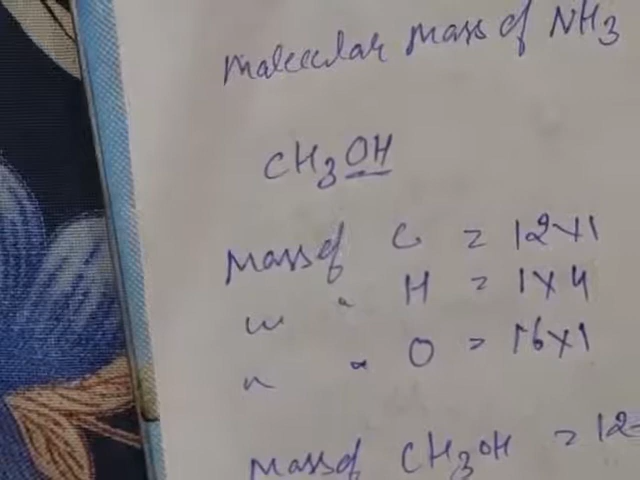 Molecular mass of NH3
CH3OH
Mass of C = 12×1
" " H = 1×4
" " O = 16×1
Mass of CH3OH = 12